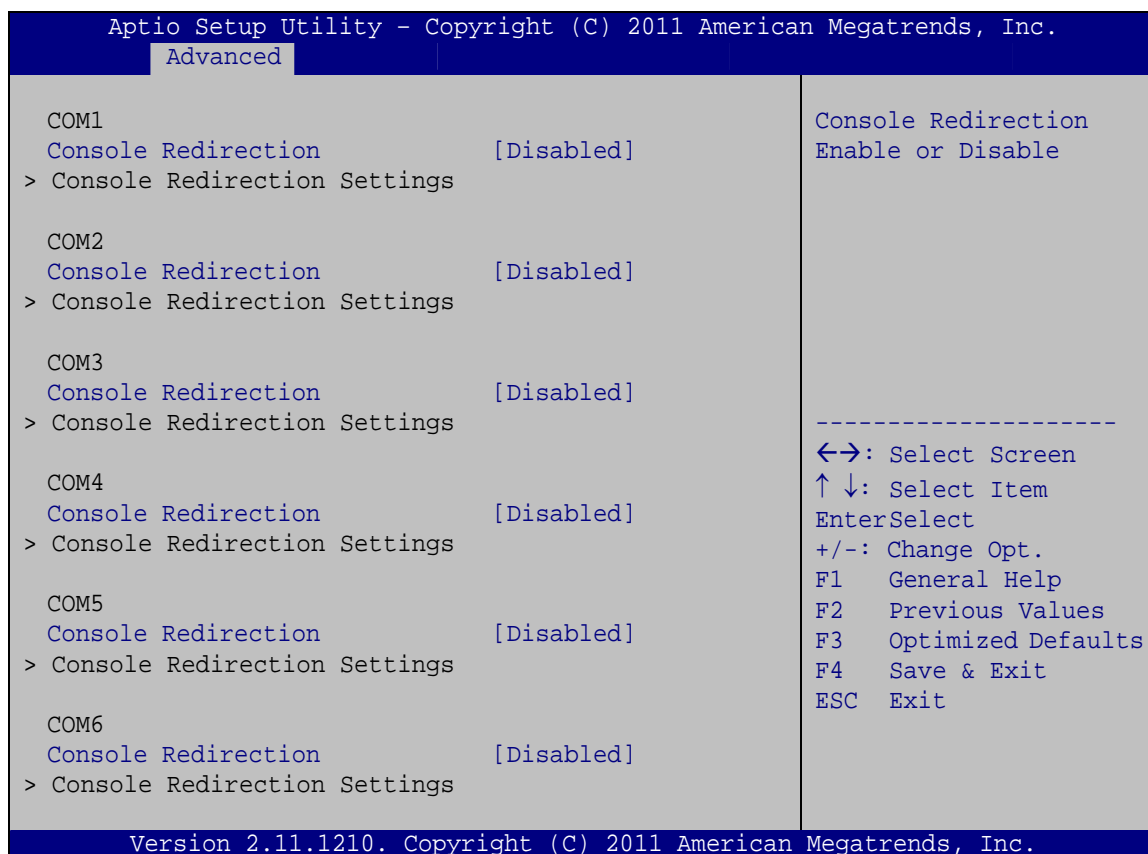 Aptio Setup Utility – Copyright (C) 2011 American Megatrends, Inc.
Advanced
COM1
Console Redirection [Disabled]
> Console Redirection Settings
COM2
Console Redirection [Disabled]
> Console Redirection Settings
COM3
Console Redirection [Disabled]
> Console Redirection Settings
COM4
Console Redirection [Disabled]
> Console Redirection Settings
COM5
Console Redirection [Disabled]
> Console Redirection Settings
COM6
Console Redirection [Disabled]
> Console Redirection Settings
Console Redirection
Enable or Disable
---------------------
←→: Select Screen
↑ ↓: Select Item
EnterSelect
+/-: Change Opt.
F1 General Help
F2 Previous Values
F3 Optimized Defaults
F4 Save & Exit
ESC Exit
Version 2.11.1210. Copyright (C) 2011 American Megatrends, Inc.